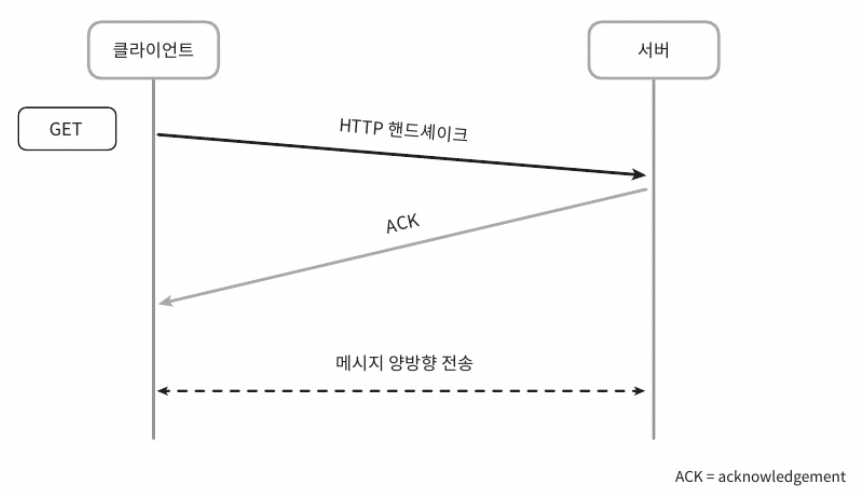 클라이언트
서버
GET
HTTP 핸드셰이크
ACK
메시지 양방향 전송
ACK = acknowledgement